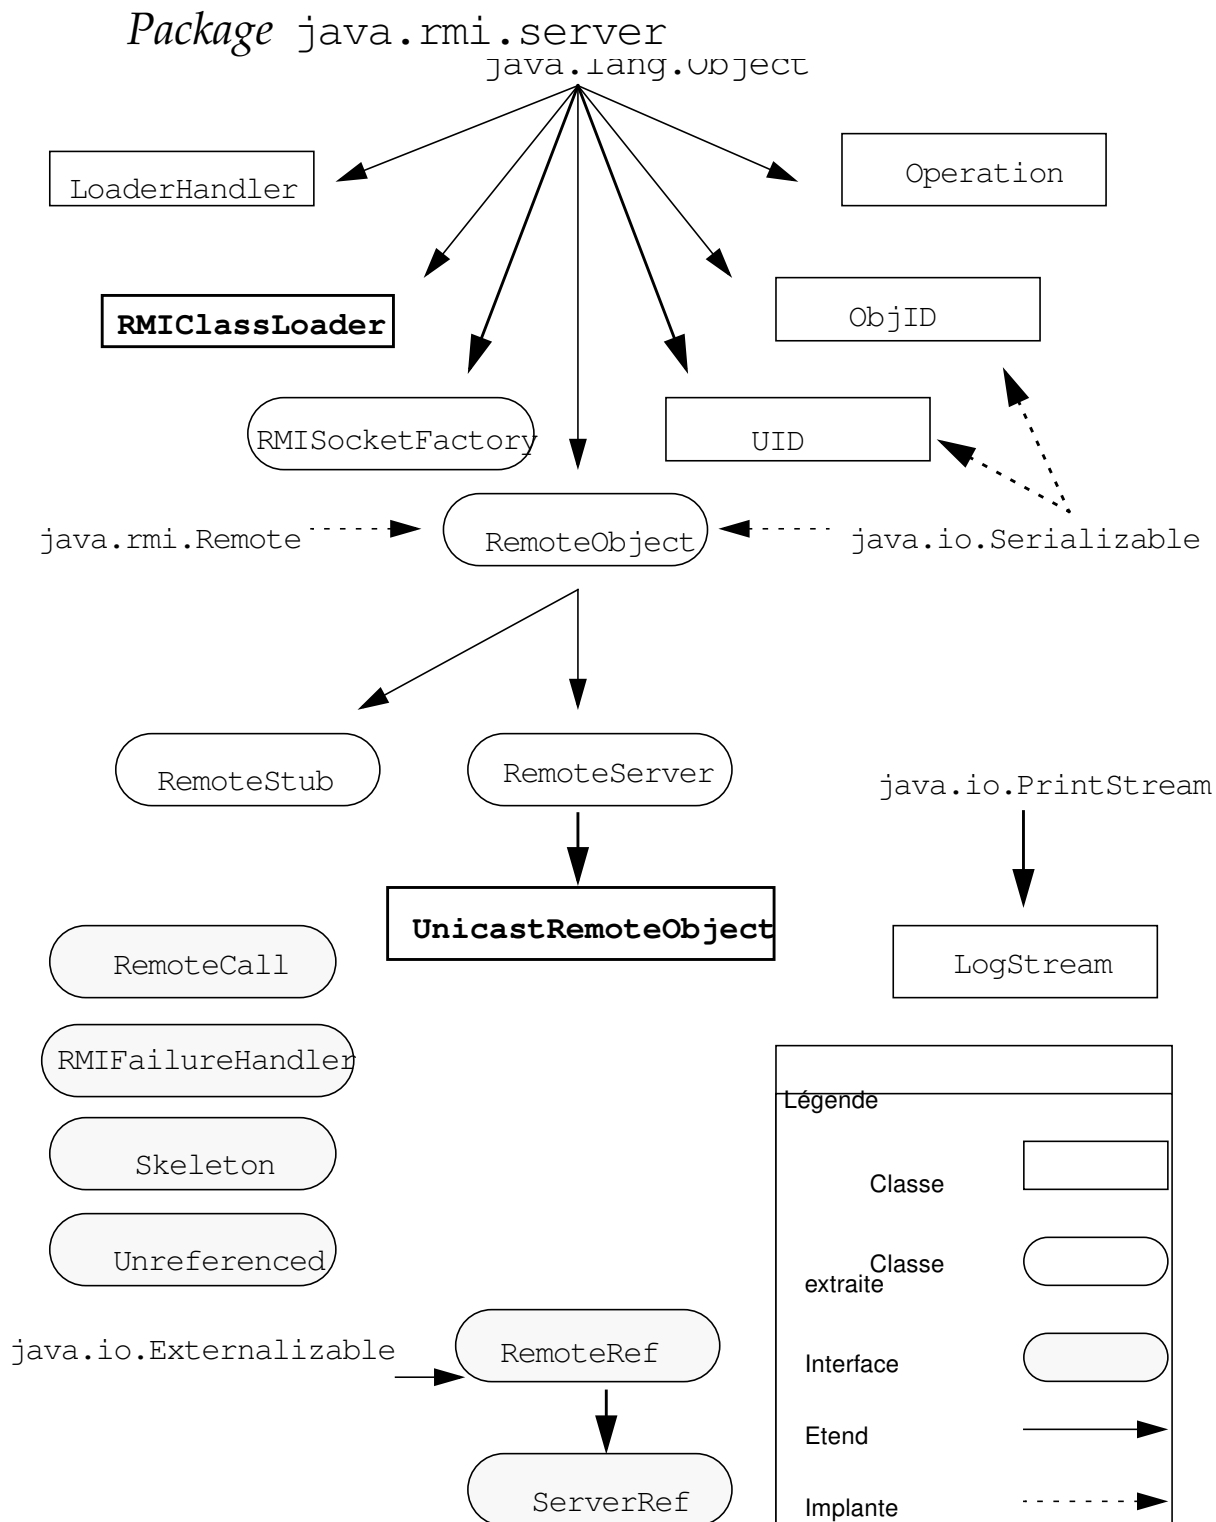 Package java.rmi.server
java.lang.Object
LoaderHandler
Operation
RMIClassLoader
ObjID
RMISocketFactory
UID
java.rmi.Remote
RemoteObject
java.io.Serializable
RemoteStub
RemoteServer
java.io.PrintStream
UnicastRemoteObject
RemoteCall
LogStream
RMIFailureHandler
Légende
Skeleton
Classe
Unreferenced
Classe
extraite
java.io.Externalizable
RemoteRef
Interface
Etend
ServerRef
Implante